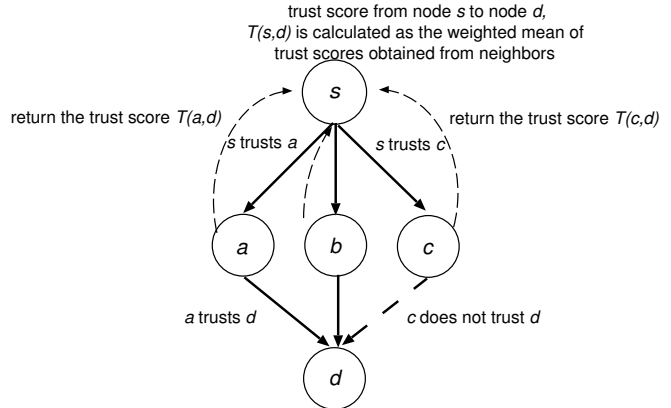 trust score from node s to node d,
T(s,d) is calculated as the weighted mean of
trust scores obtained from neighbors
s
return the trust score T(a,d)
return the trust score T(c,d)
s trusts a
s trusts c
a
b
c
a trusts d
c does not trust d
d